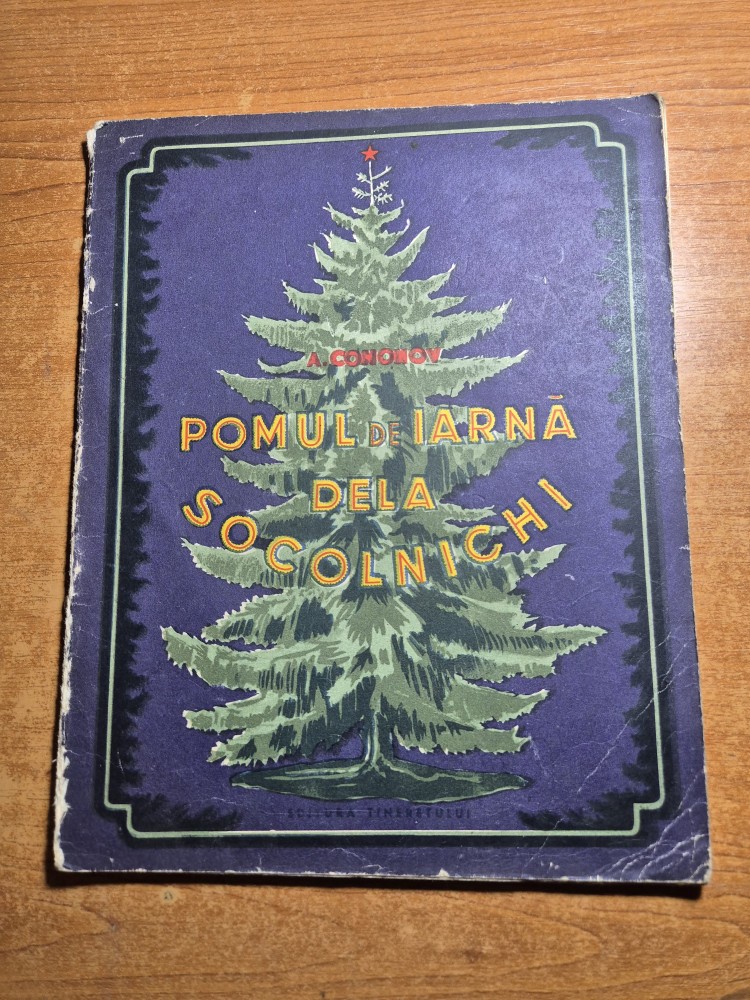 A. CONONOV
POMUL DE IARNĂ
DELA
SOCOLNICHI
EDITURA TINERETULUI